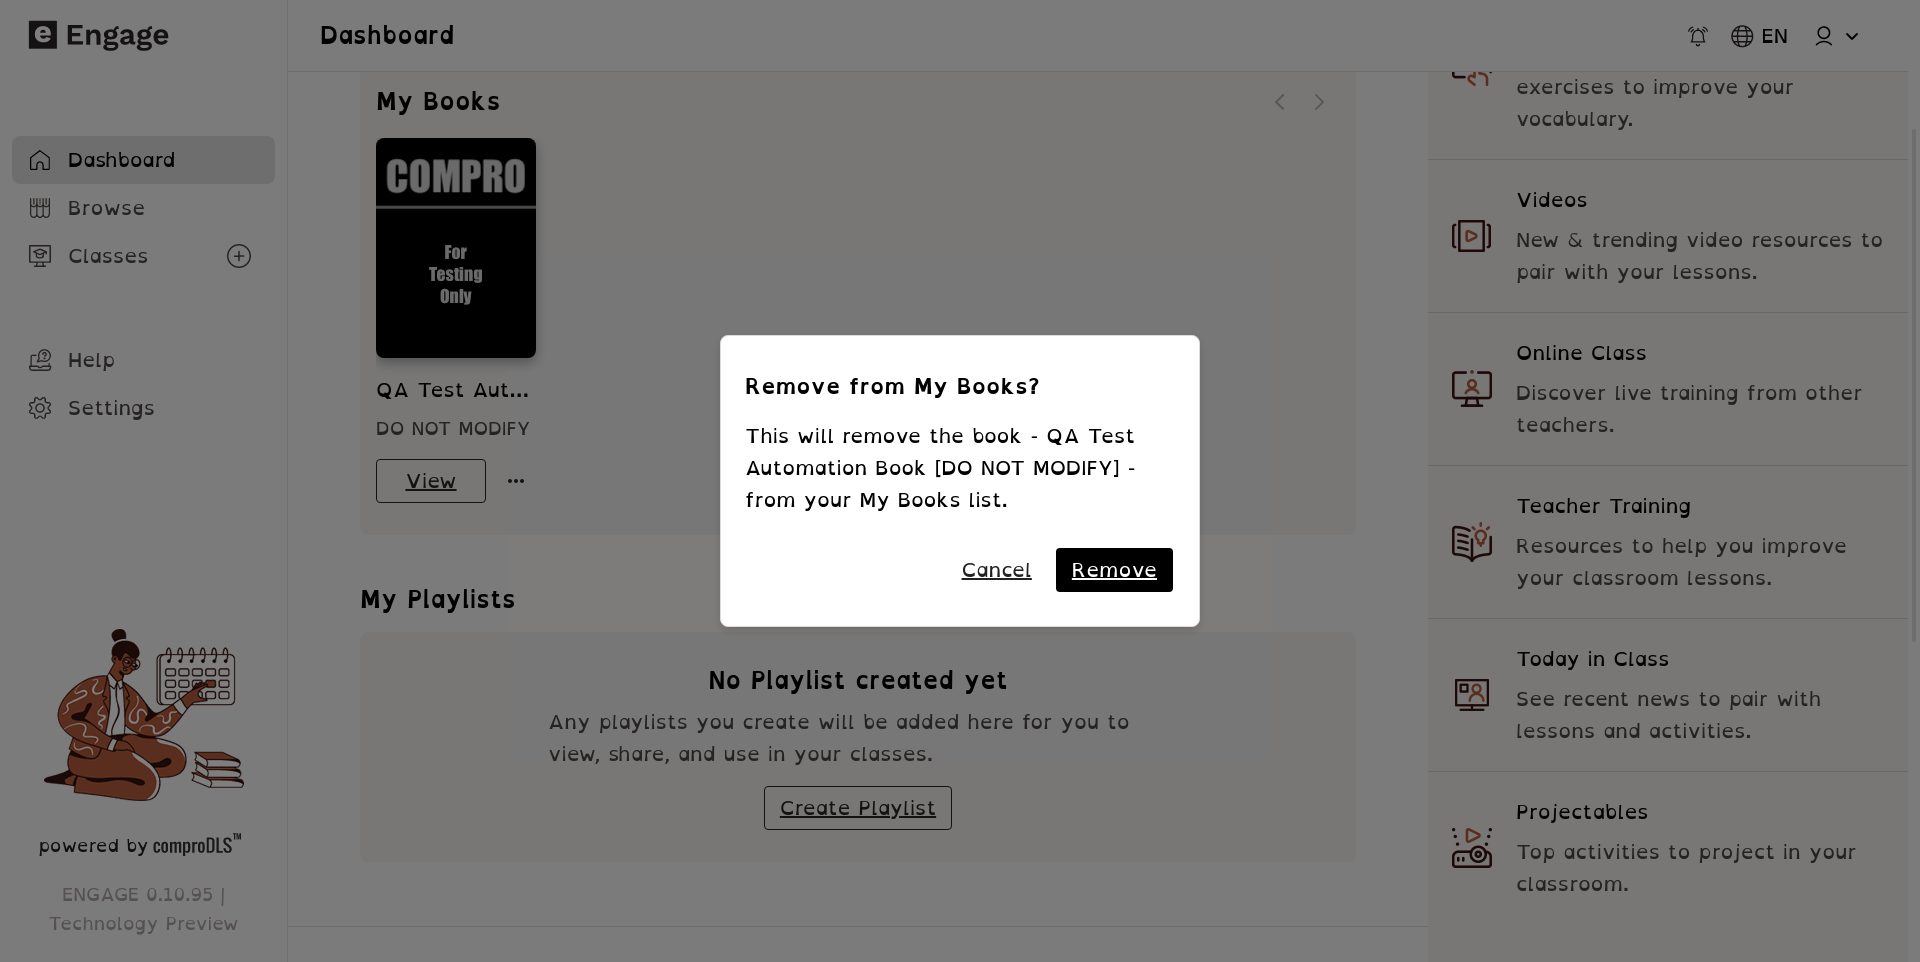 Engage
Dashboard
EN
Dashboard
Browse
Classes
Help
Settings
powered by comproDLS™
ENGAGE 0.10.95 |
Technology Preview
My Books
COMPRO
For
Testing
Only
QA Test Aut...
DO NOT MODIFY
View
My Playlists
No Playlist created yet
Any playlists you create will be added here for you to
view, share, and use in your classes.
Create Playlist
Remove from My Books?
This will remove the book - QA Test
Automation Book [DO NOT MODIFY] -
from your My Books list.
Cancel
Remove
exercises to improve your
vocabulary.
Videos
New & trending video resources to
pair with your lessons.
Online Class
Discover live training from other
teachers.
Teacher Training
Resources to help you improve
your classroom lessons.
Today in Class
See recent news to pair with
lessons and activities.
Projectables
Top activities to project in your
classroom.